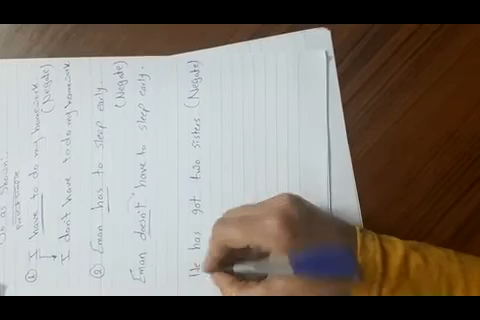 Do as shown:
① I have to do my homework
(Negate)
I don't have to do my homework
② Eman has to sleep early.
(Negate)
Eman doesn't have to sleep early.
He has got two sisters (Negate)